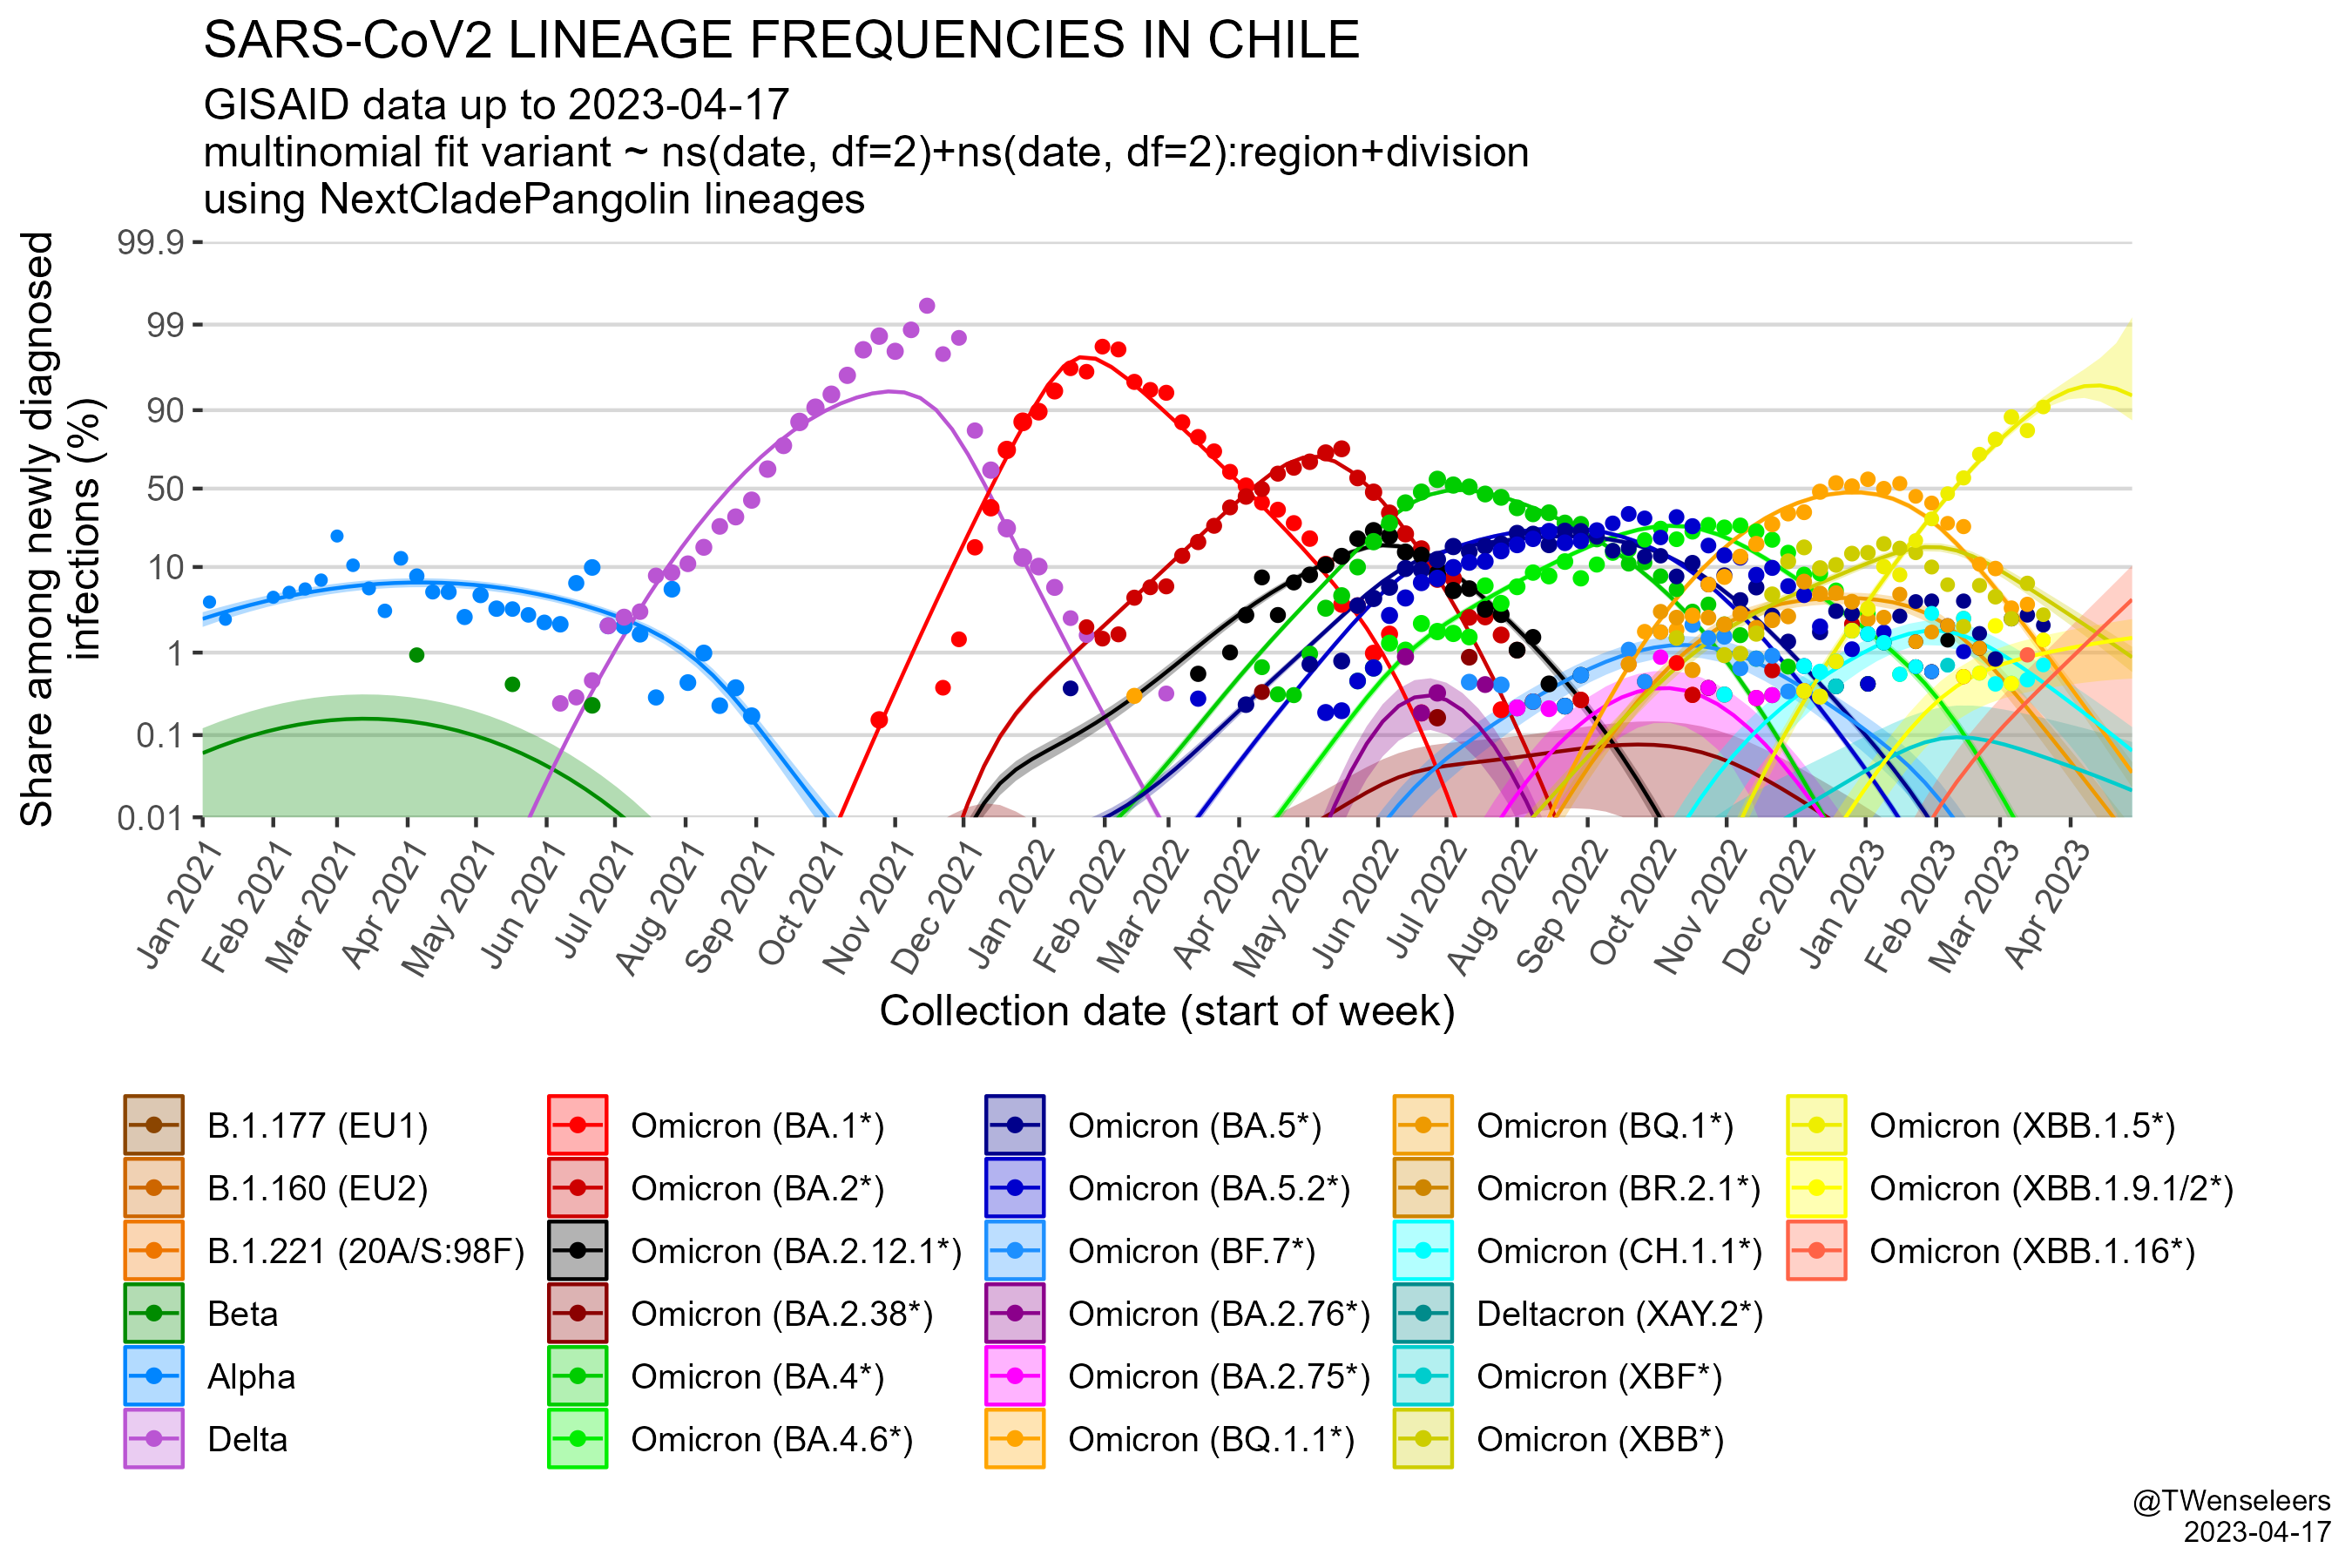 SARS-CoV2 LINEAGE FREQUENCIES IN CHILE
GISAID data up to 2023-04-17
multinomial fit variant ~ ns(date, df=2)+ns(date, df=2):region+division
using NextCladePangolin lineages
Share among newly diagnosed
infections (%)
99.9
99
90
50
10
1
0.1
0.01
Jan 2021
Feb 2021
Mar 2021
Apr 2021
May 2021
Jun 2021
Jul 2021
Aug 2021
Sep 2021
Oct 2021
Nov 2021
Dec 2021
Jan 2022
Feb 2022
Mar 2022
Apr 2022
May 2022
Jun 2022
Jul 2022
Aug 2022
Sep 2022
Oct 2022
Nov 2022
Dec 2022
Jan 2023
Feb 2023
Mar 2023
Apr 2023
Collection date (start of week)
B.1.177 (EU1)
B.1.160 (EU2)
B.1.221 (20A/S:98F)
Beta
Alpha
Delta
Omicron (BA.1*)
Omicron (BA.2*)
Omicron (BA.2.12.1*)
Omicron (BA.2.38*)
Omicron (BA.4*)
Omicron (BA.4.6*)
Omicron (BA.5*)
Omicron (BA.5.2*)
Omicron (BF.7*)
Omicron (BA.2.76*)
Omicron (BA.2.75*)
Omicron (BQ.1.1*)
Omicron (BQ.1*)
Omicron (BR.2.1*)
Omicron (CH.1.1*)
Deltacron (XAY.2*)
Omicron (XBF*)
Omicron (XBB*)
Omicron (XBB.1.5*)
Omicron (XBB.1.9.1/2*)
Omicron (XBB.1.16*)
@TWenseleers
2023-04-17